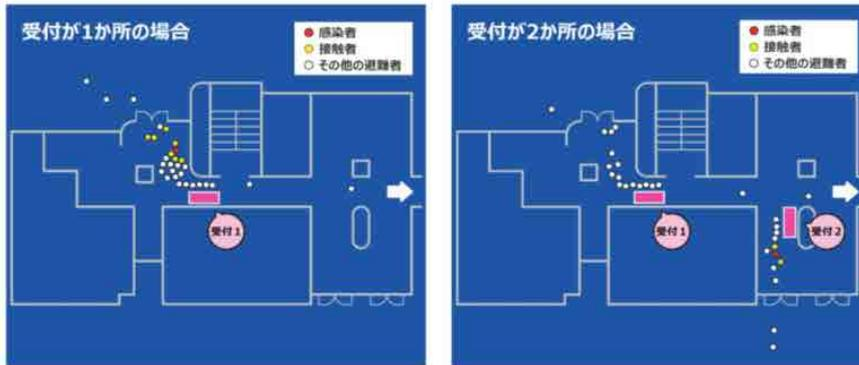 受付が1か所の場合
感染者
接触者
その他の避難者
受付1
受付が2か所の場合
感染者
接触者
その他の避難者
受付1
受付2